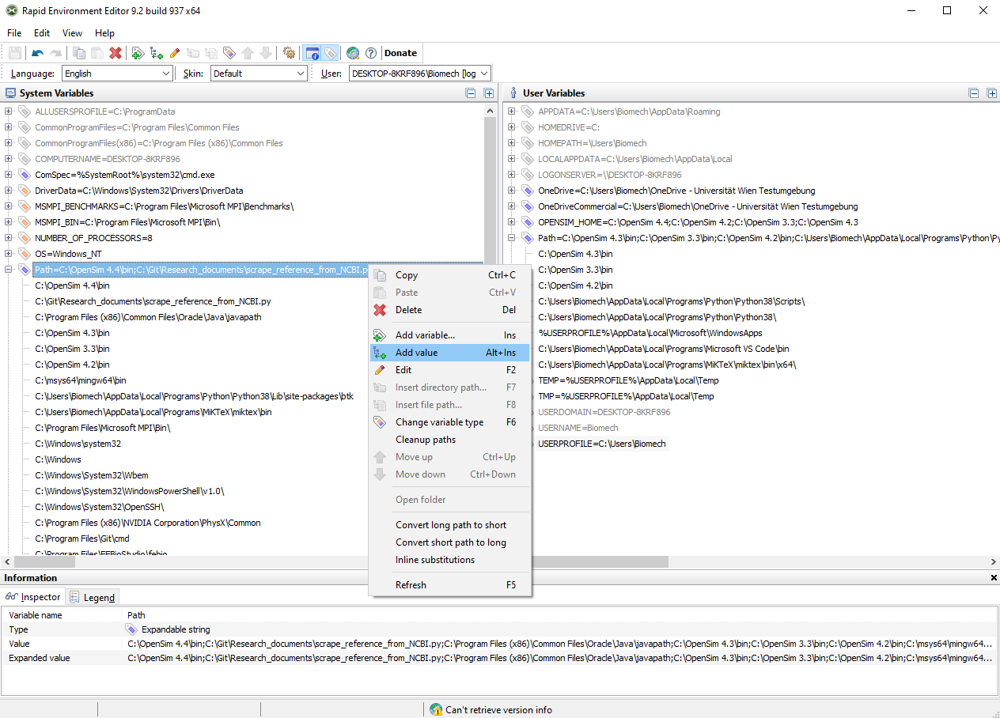 Rapid Environment Editor 9.2 build 937 x64
File Edit View Help
Donate
Language: English Skin: Default User: DESKTOP-8KRF896\Biomech [log
System Variables
ALLUSERSPROFILE=C:\ProgramData
CommonProgramFiles=C:\Program Files\Common Files
CommonProgramFiles(x86)=C:\Program Files (x86)\Common Files
COMPUTERNAME=DESKTOP-8KRF896
ComSpec=%SystemRoot%\system32\cmd.exe
DriverData=C:\Windows\System32\Drivers\DriverData
MSMPI_BENCHMARKS=C:\Program Files\Microsoft MPI\Benchmarks\
MSMPI_BIN=C:\Program Files\Microsoft MPI\Bin\
NUMBER_OF_PROCESSORS=8
OS=Windows_NT
Path=C:\OpenSim 4.4\bin;C:\Git\Research_documents\scrape_reference_from_NCBI.p
C:\OpenSim 4.4\bin
C:\Git\Research_documents\scrape_reference_from_NCBI.py
C:\Program Files (x86)\Common Files\Oracle\Java\javapath
C:\OpenSim 4.3\bin
C:\OpenSim 3.3\bin
C:\OpenSim 4.2\bin
C:\msys64\mingw64\bin
C:\Users\Biomech\AppData\Local\Programs\Python\Python38\Lib\site-packages\btk
C:\Users\Biomech\AppData\Local\Programs\MiKTeX\miktex\bin
C:\Program Files\Microsoft MPI\Bin\
C:\Windows\system32
C:\Windows
C:\Windows\System32\Wbem
C:\Windows\System32\WindowsPowerShell\v1.0\
C:\Windows\System32\OpenSSH\
C:\Program Files (x86)\NVIDIA Corporation\PhysX\Common
C:\Program Files\Git\cmd
C:\Program Files\FEBioStudio\febio
Copy Ctrl+C
Paste Ctrl+V
Delete Del
Add variable... Ins
Add value Alt+Ins
Edit F2
Insert directory path... F7
Insert file path... F8
Change variable type F6
Cleanup paths
Move up Ctrl+Up
Move down Ctrl+Down
Open folder
Convert long path to short
Convert short path to long
Inline substitutions
Refresh F5
User Variables
APPDATA=C:\Users\Biomech\AppData\Roaming
HOMEDRIVE=C:
HOMEPATH=\Users\Biomech
LOCALAPPDATA=C:\Users\Biomech\AppData\Local
LOGONSERVER=\\DESKTOP-8KRF896
OneDrive=C:\Users\Biomech\OneDrive - Universität Wien Testumgebung
OneDriveCommercial=C:\Users\Biomech\OneDrive - Universität Wien Testumgebung
OPENSIM_HOME=C:\OpenSim 4.4;C:\OpenSim 4.2;C:\OpenSim 3.3;C:\OpenSim 4.3
Path=C:\OpenSim 4.3\bin;C:\OpenSim 3.3\bin;C:\OpenSim 4.2\bin;C:\Users\Biomech\AppData\Local\Programs\Python\Py
C:\OpenSim 4.3\bin
C:\OpenSim 3.3\bin
C:\OpenSim 4.2\bin
C:\Users\Biomech\AppData\Local\Programs\Python\Python38\Scripts\
C:\Users\Biomech\AppData\Local\Programs\Python\Python38\
%USERPROFILE%\AppData\Local\Microsoft\WindowsApps
C:\Users\Biomech\AppData\Local\Programs\Microsoft VS Code\bin
C:\Users\Biomech\AppData\Local\Programs\MiKTeX\miktex\bin\x64\
TEMP=%USERPROFILE%\AppData\Local\Temp
TMP=%USERPROFILE%\AppData\Local\Temp
USERDOMAIN=DESKTOP-8KRF896
USERNAME=Biomech
USERPROFILE=C:\Users\Biomech
Information
Inspector Legend
Variable name Path
Type Expandable string
Value C:\OpenSim 4.4\bin;C:\Git\Research_documents\scrape_reference_from_NCBI.py;C:\Program Files (x86)\Common Files\Oracle\Java\javapath;C:\OpenSim 4.3\bin;C:\OpenSim 3.3\bin;C:\OpenSim 4.2\bin;C:\msys64\mingw64...
Expanded value C:\OpenSim 4.4\bin;C:\Git\Research_documents\scrape_reference_from_NCBI.py;C:\Program Files (x86)\Common Files\Oracle\Java\javapath;C:\OpenSim 4.3\bin;C:\OpenSim 3.3\bin;C:\OpenSim 4.2\bin;C:\msys64\mingw64...
Can't retrieve version info